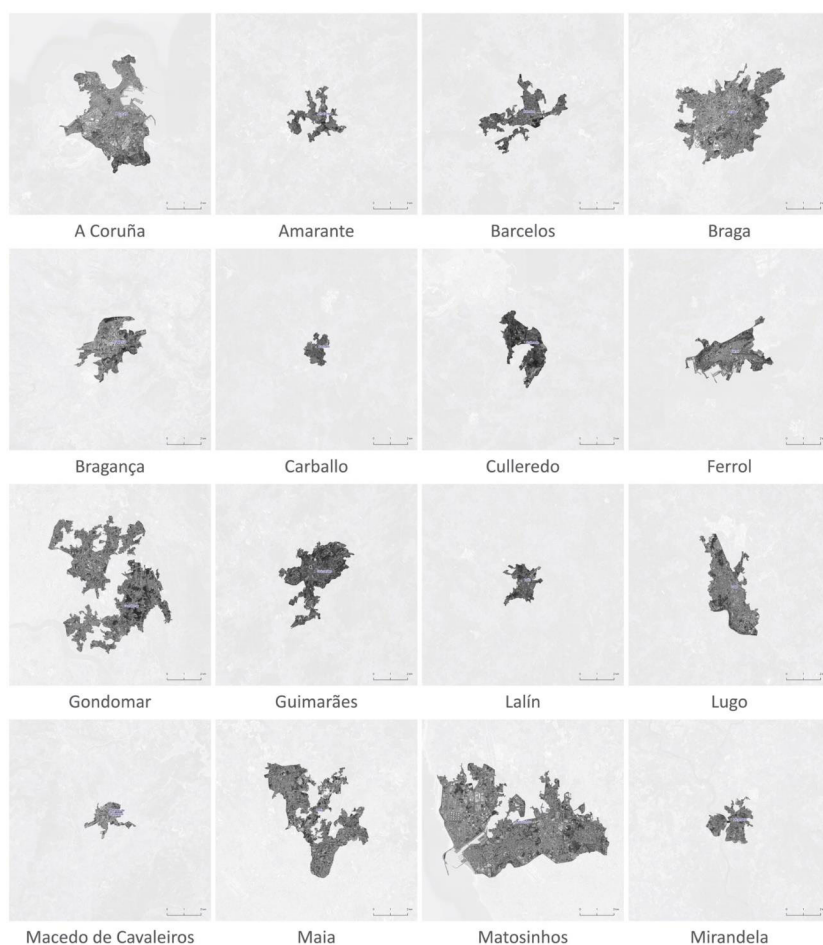 A Coruña
Amarante
Barcelos
Braga
Bragança
Carballo
Culleredo
Ferrol
Gondomar
Guimarães
Lalín
Lugo
Macedo de Cavaleiros
Maia
Matosinhos
Mirandela